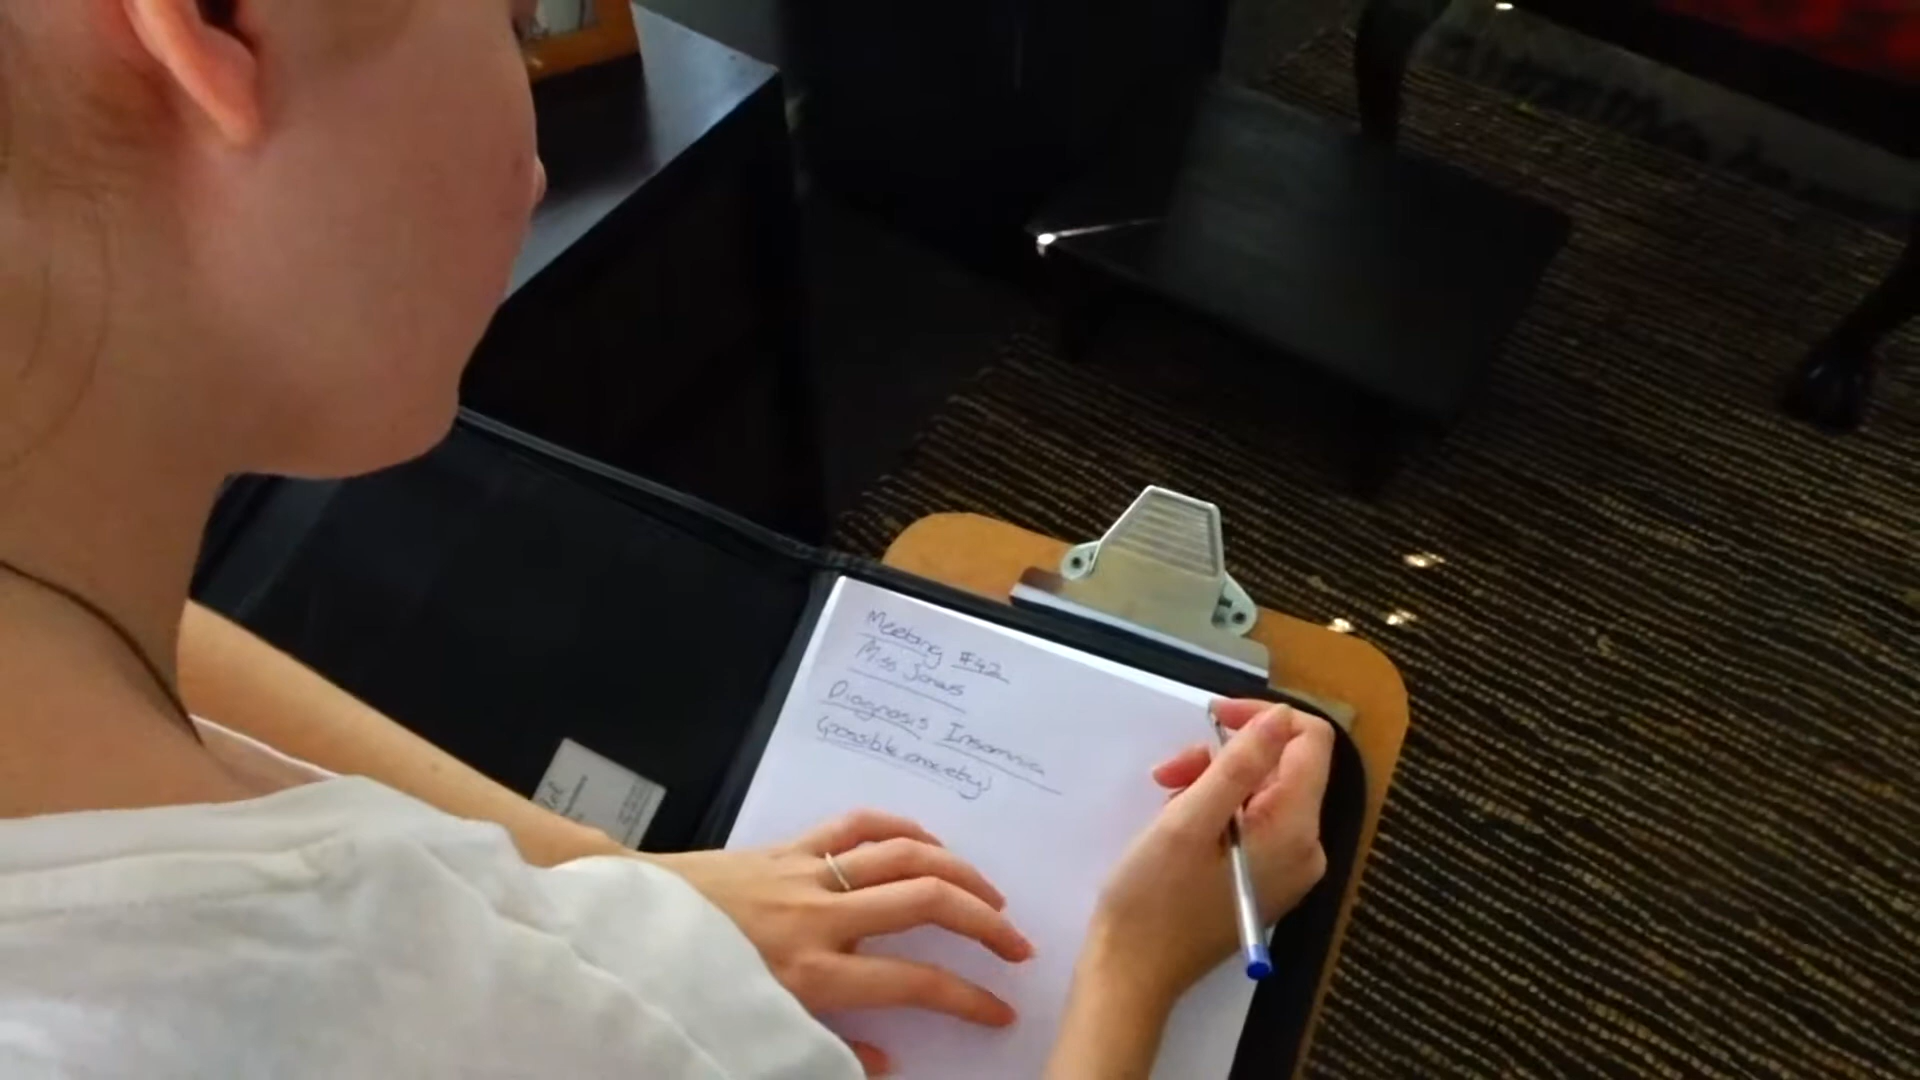 Meeting #42
Miss Jones
Diagnosis Insomnia
(possible anxiety)